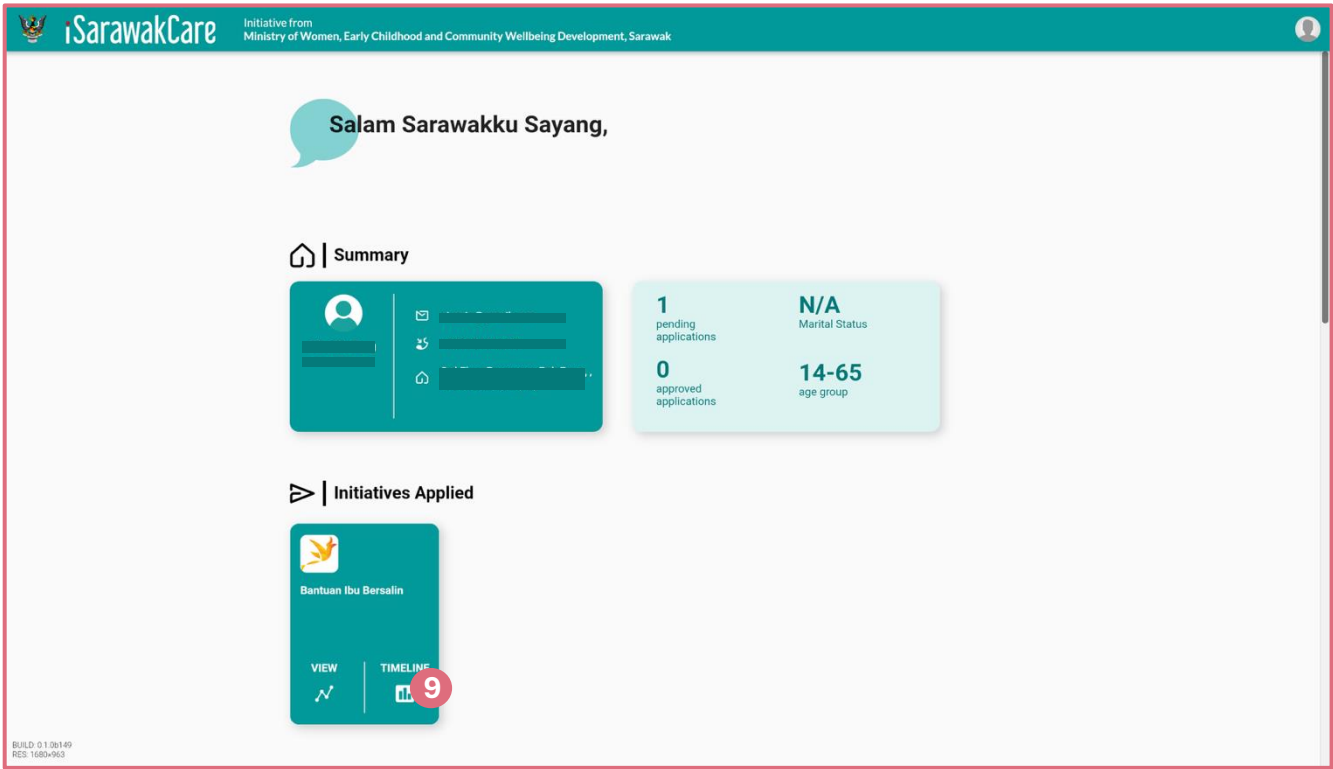 iSarawakCare
Initiative from
Ministry of Women, Early Childhood and Community Wellbeing Development, Sarawak
Salam Sarawakku Sayang,
Summary
1
pending
applications
N/A
Marital Status
0
approved
applications
14-65
age group
Initiatives Applied
Bantuan Ibu Bersalin
VIEW
TIMELINE
9
BUILD: 0.1.0b149
RES: 1680×963